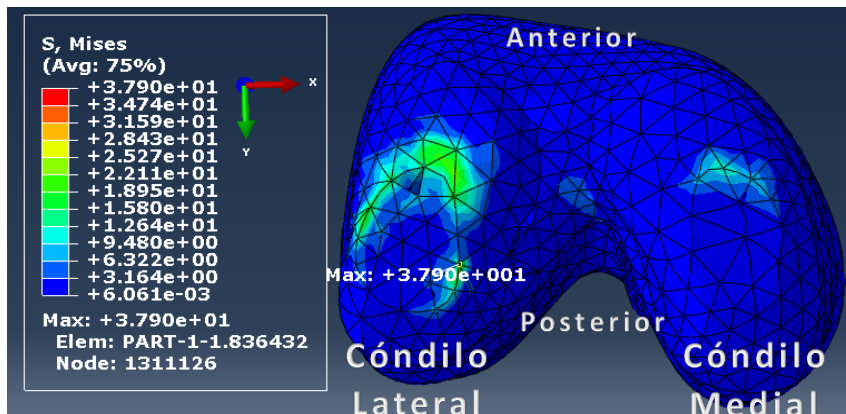 S, Mises
(Avg: 75%)
+3.790e+01
+3.474e+01
+3.159e+01
+2.843e+01
+2.527e+01
+2.211e+01
+1.895e+01
+1.580e+01
+1.264e+01
+9.480e+00
+6.322e+00
+3.164e+00
+6.061e-03
Max: +3.790e+01
Elem: PART-1-1.836432
Node: 1311126
X
Y
Anterior
Max: +3.790e+001
Posterior
Cóndilo
Lateral
Cóndilo
Medial